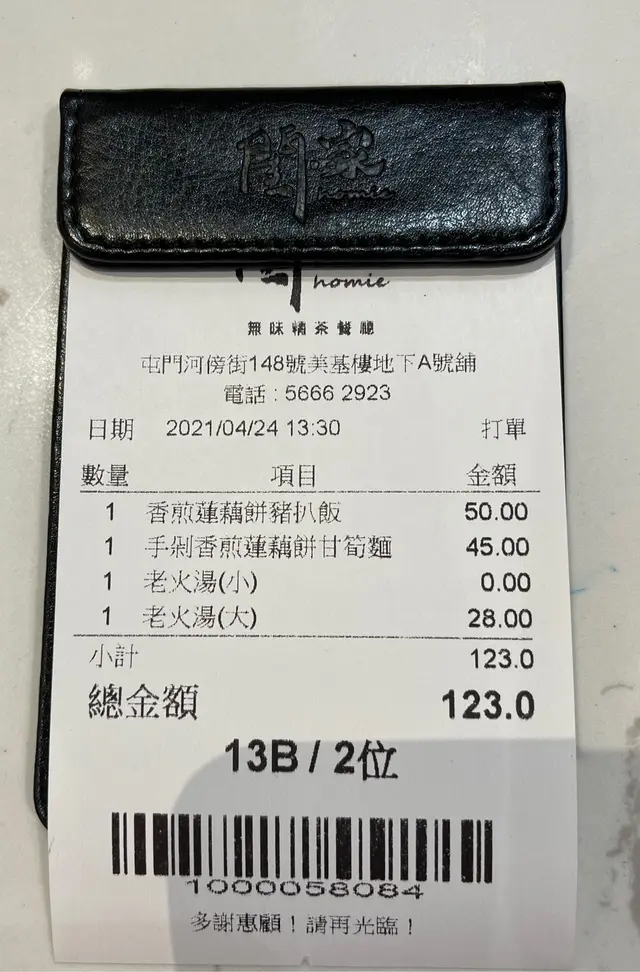 閣家
homie
homie
無味精茶餐廳
屯門河傍街148號美基樓地下A號舖
電話 : 5666 2923
日期 2021/04/24 13:30 打單
數量 項目 金額
1 香煎蓮藕餅豬扒飯 50.00
1 手剁香煎蓮藕餅甘筍麵 45.00
1 老火湯(小) 0.00
1 老火湯(大) 28.00
小計 123.0
總金額 123.0
13B / 2位
1000058084
多謝惠顧！請再光臨！